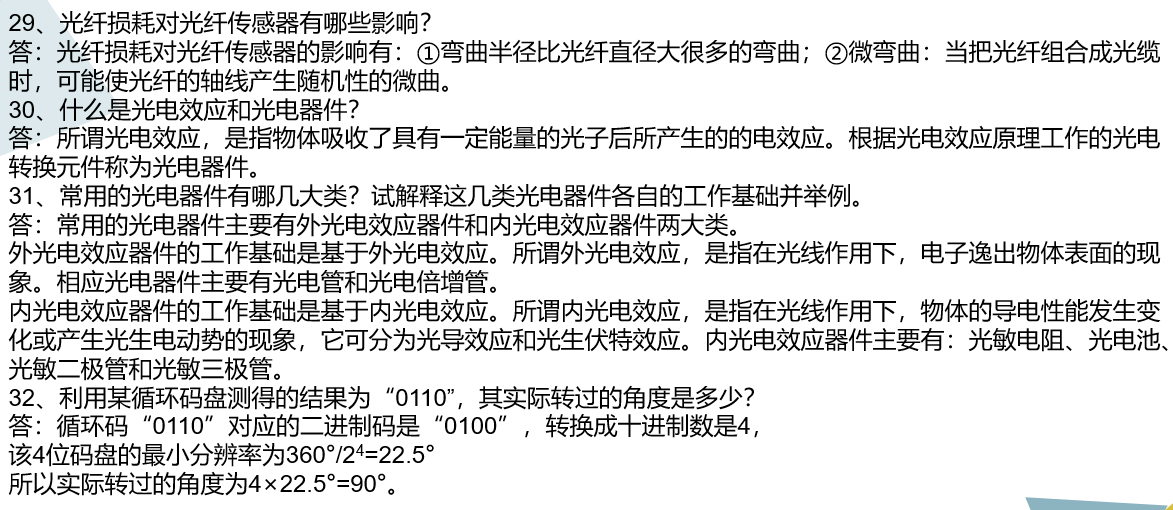 29、光纤损耗对光纤传感器有哪些影响？
答：光纤损耗对光纤传感器的影响有：①弯曲半径比光纤直径大很多的弯曲；②微弯曲：当把光纤组合成光缆
时，可能使光纤的轴线产生随机性的微曲。
30、什么是光电效应和光电器件？
答：所谓光电效应，是指物体吸收了具有一定能量的光子后所产生的的电效应。根据光电效应原理工作的光电
转换元件称为光电器件。
31、常用的光电器件有哪几大类？试解释这几类光电器件各自的工作基础并举例。
答：常用的光电器件主要有外光电效应器件和内光电效应器件两大类。
外光电效应器件的工作基础是基于外光电效应。所谓外光电效应，是指在光线作用下，电子逸出物体表面的现
象。相应光电器件主要有光电管和光电倍增管。
内光电效应器件的工作基础是基于内光电效应。所谓内光电效应，是指在光线作用下，物体的导电性能发生变
化或产生光生电动势的现象，它可分为光导效应和光生伏特效应。内光电效应器件主要有：光敏电阻、光电池、
光敏二极管和光敏三极管。
32、利用某循环码盘测得的结果为“0110”，其实际转过的角度是多少？
答：循环码“0110”对应的二进制码是“0100”，转换成十进制数是4，
该4位码盘的最小分辨率为360°/2⁴=22.5°
所以实际转过的角度为4×22.5°=90°。